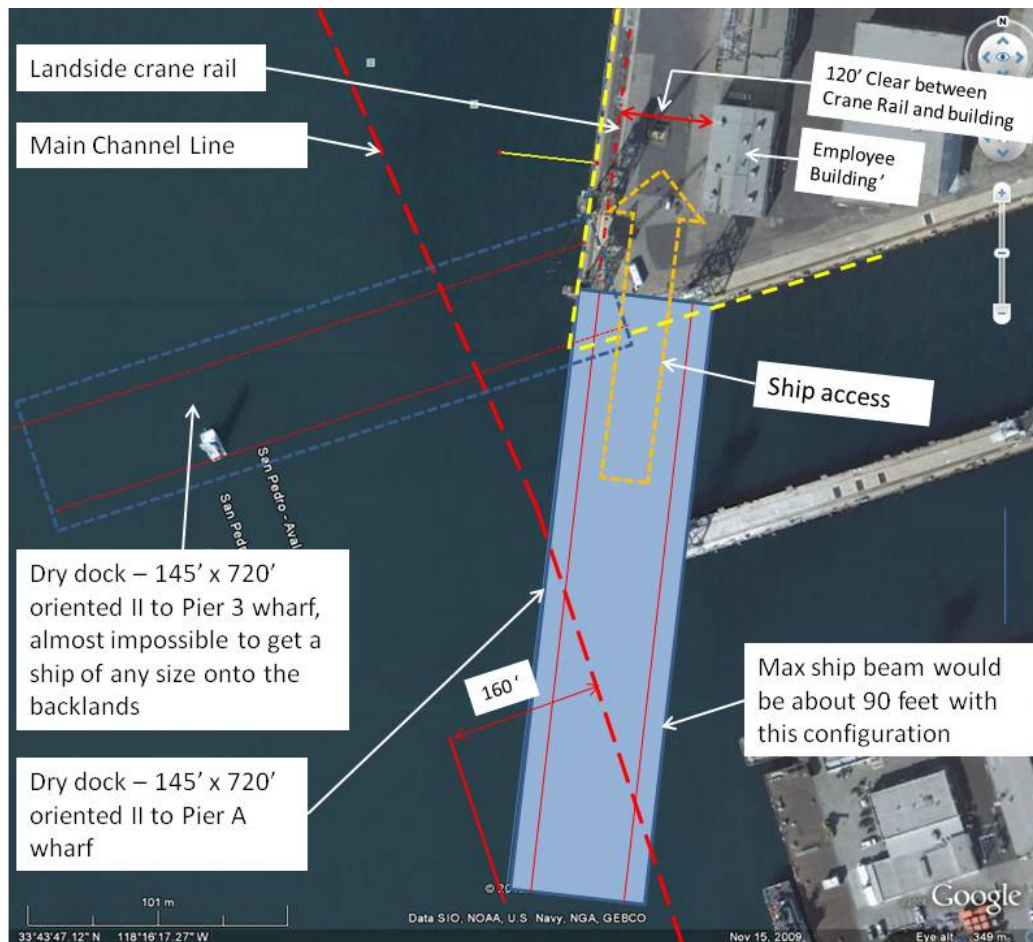 Landside crane rail
Main Channel Line
120' Clear between
Crane Rail and building
Employee
Building'
N
Ship access
San Pedro - Aval
San Ped
Dry dock – 145' x 720'
oriented II to Pier 3 wharf,
almost impossible to get a
ship of any size onto the
backlands
160 '
Max ship beam would
be about 90 feet with
this configuration
Dry dock – 145' x 720'
oriented II to Pier A
wharf
101 m
© 20
Data SIO, NOAA, U.S. Navy, NGA, GEBCO
Google
33°43'47.12" N 118°16'17.27" W
Nov 15, 2009
Eye alt 349 m